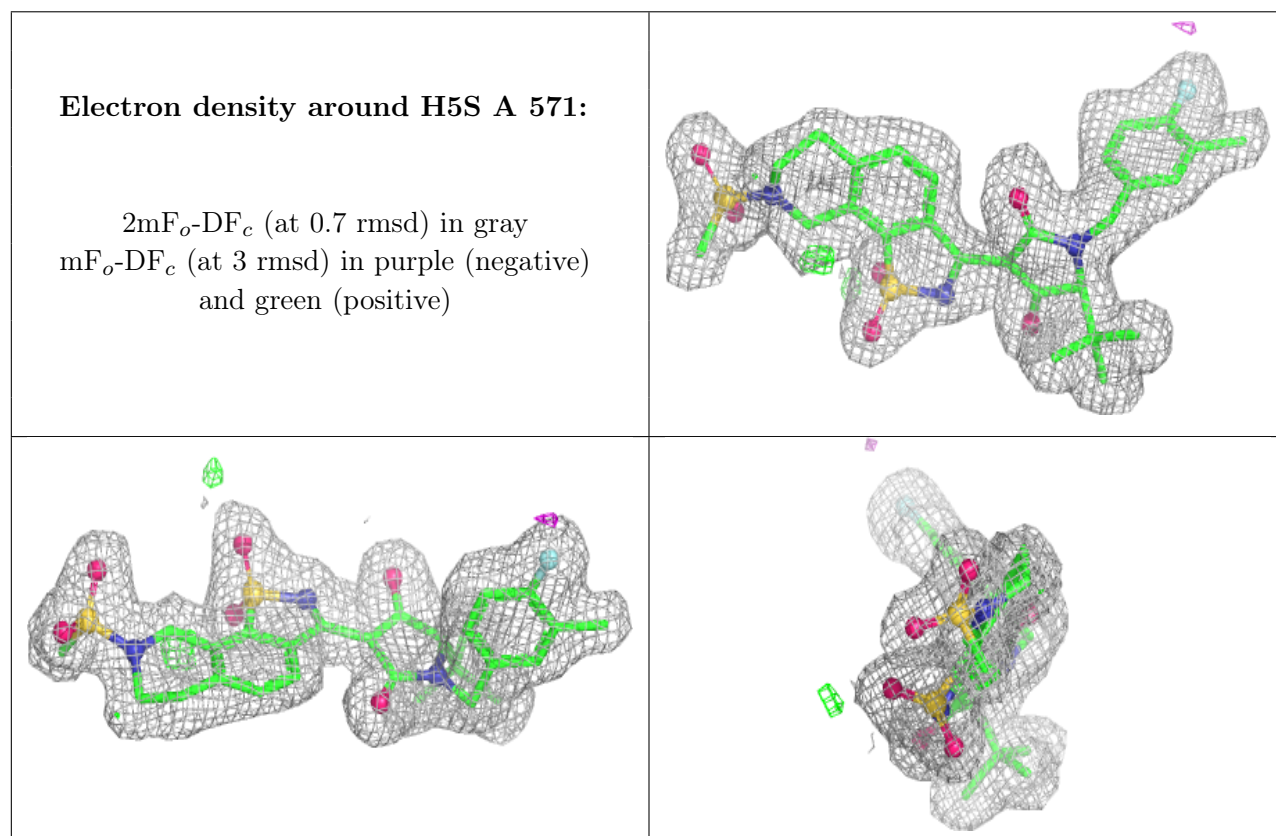 Electron density around H5S A 571:
2mFo-DFc (at 0.7 rmsd) in gray
mFo-DFc (at 3 rmsd) in purple (negative)
and green (positive)